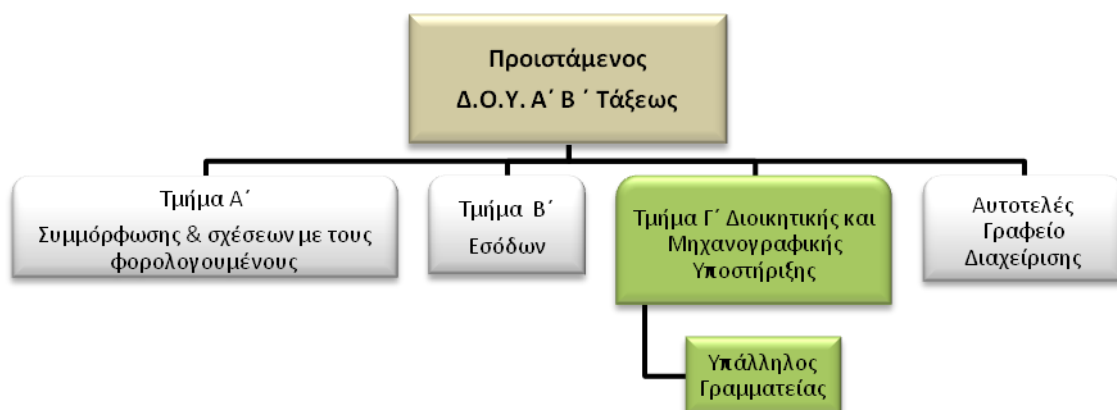 Προιστάμενος
Δ.Ο.Υ. Α΄ Β ΄ Τάξεως
Τμήμα Α΄
Συμμόρφωσης & σχέσεων με τους
φορολογουμένους
Τμήμα Β΄
Εσόδων
Τμήμα Γ΄ Διοικητικής και
Μηχανογραφικής
Υποστήριξης
Αυτοτελές
Γραφείο
Διαχείρισης
Υπάλληλος
Γραμματείας